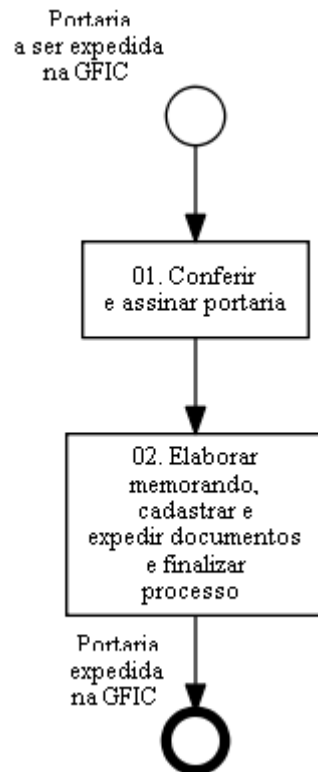 Portaria
a ser expedida
na GFIC
01. Conferir
e assinar portaria
02. Elaborar
memorando,
cadastrar e
expedir documentos
e finalizar
processo
Portaria
expedida
na GFIC